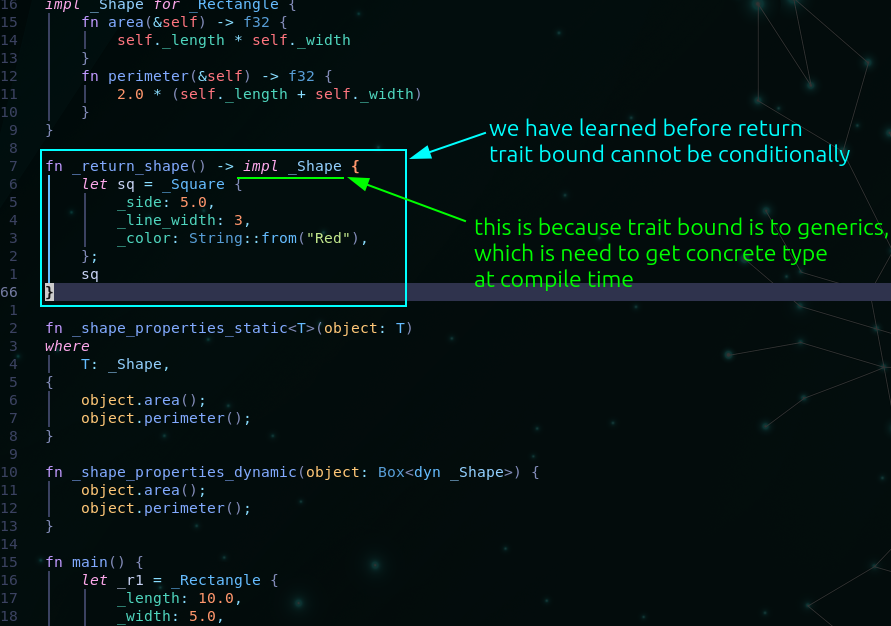 16 impl _Shape for _Rectangle {
15 fn area(&self) -> f32 {
14 self._length * self._width
13 }
12 fn perimeter(&self) -> f32 {
11 2.0 * (self._length + self._width)
10 }
9 }
8
7 fn _return_shape() -> impl _Shape {
6 let sq = _Square {
5 _side: 5.0,
4 _line_width: 3,
3 _color: String::from("Red"),
2 };
1 sq
66 }
1
2 fn _shape_properties_static<T>(object: T)
3 where
4 T: _Shape,
5 {
6 object.area();
7 object.perimeter();
8 }
9
10 fn _shape_properties_dynamic(object: Box<dyn _Shape>) {
11 object.area();
12 object.perimeter();
13 }
14
15 fn main() {
16 let _r1 = _Rectangle {
17 _length: 10.0,
18 _width: 5.0,
we have learned before return
trait bound cannot be conditionally
this is because trait bound is to generics,
which is need to get concrete type
at compile time